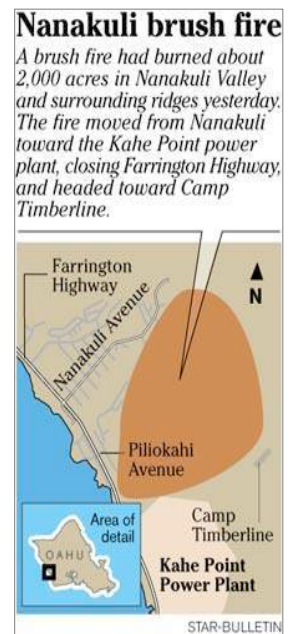 Nanakuli brush fire
A brush fire had burned about
2,000 acres in Nanakuli Valley
and surrounding ridges yesterday.
The fire moved from Nanakuli
toward the Kahe Point power
plant, closing Farrington Highway,
and headed toward Camp
Timberline.
Farrington
Highway
N
Nanakuli Avenue
Piliokahi
Avenue
Camp
Timberline
Area of
detail
OAHU
Kahe Point
Power Plant
STAR-BULLETIN